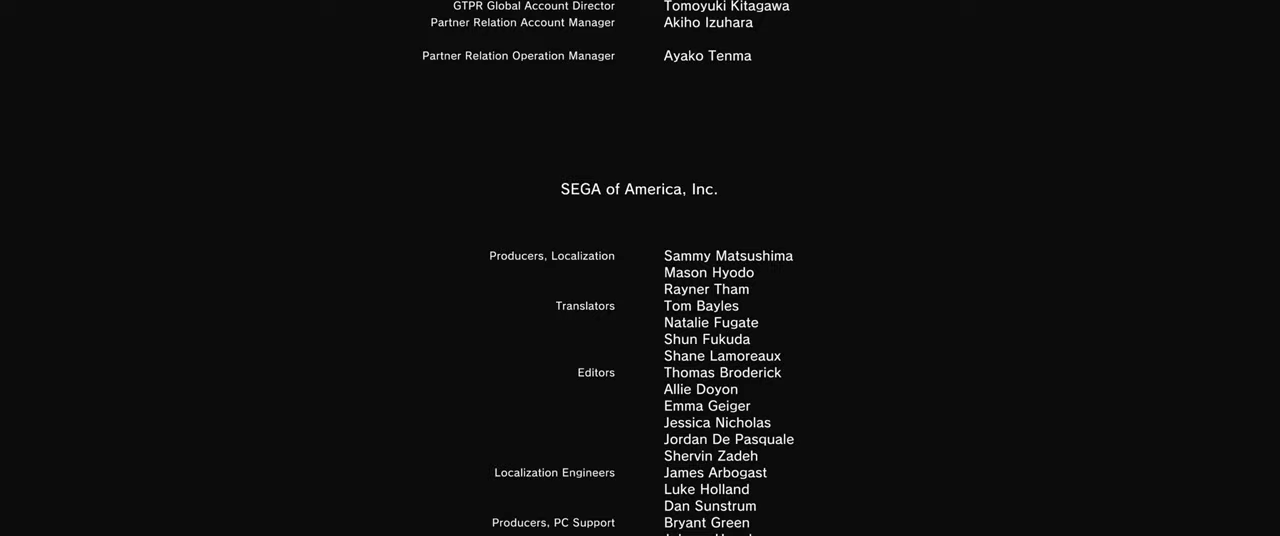 GTPR Global Account Director Tomoyuki Kitagawa
Partner Relation Account Manager Akiho Izuhara
Partner Relation Operation Manager Ayako Tenma
SEGA of America, Inc.
Producers, Localization Sammy Matsushima
Mason Hyodo
Rayner Tham
Translators Tom Bayles
Natalie Fugate
Shun Fukuda
Shane Lamoreaux
Editors Thomas Broderick
Allie Doyon
Emma Geiger
Jessica Nicholas
Jordan De Pasquale
Shervin Zadeh
Localization Engineers James Arbogast
Luke Holland
Dan Sunstrum
Producers, PC Support Bryant Green